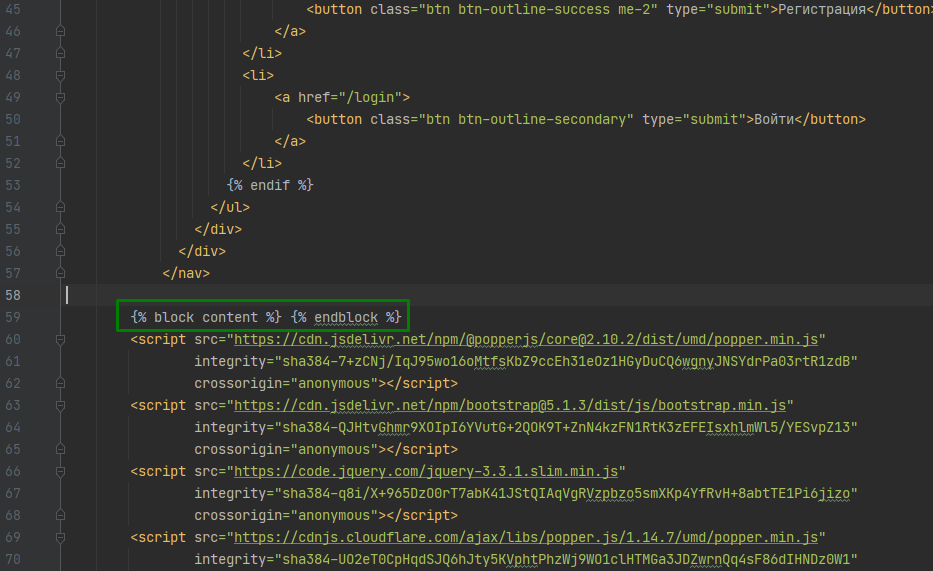 45 <button class="btn btn-outline-success me-2" type="submit">Регистрация</button>
46 </a>
47 </li>
48 <li>
49 <a href="/login">
50 <button class="btn btn-outline-secondary" type="submit">Войти</button>
51 </a>
52 </li>
53 {% endif %}
54 </ul>
55 </div>
56 </div>
57 </nav>
58
59 {% block content %} {% endblock %}
60 <script src="https://cdn.jsdelivr.net/npm/@popperjs/core@2.10.2/dist/umd/popper.min.js"
61 integrity="sha384-7+zCNj/IqJ95wo16oMtfsKbZ9ccEh31eOz1HGyDuCQ6wgnyJNSYdrPa03rtR1zdB"
62 crossorigin="anonymous"></script>
63 <script src="https://cdn.jsdelivr.net/npm/bootstrap@5.1.3/dist/js/bootstrap.min.js"
64 integrity="sha384-QJHtvGhmr9XOIpI6YVutG+2QOK9T+ZnN4kzFN1RtK3zEFEIsxhlmWl5/YESvpZ13"
65 crossorigin="anonymous"></script>
66 <script src="https://code.jquery.com/jquery-3.3.1.slim.min.js"
67 integrity="sha384-q8i/X+965DzO0rT7abK41JStQIAqVgRVzpbzo5smXKp4YfRvH+8abtTE1Pi6jizo"
68 crossorigin="anonymous"></script>
69 <script src="https://cdnjs.cloudflare.com/ajax/libs/popper.js/1.14.7/umd/popper.min.js"
70 integrity="sha384-UO2eT0CpHqdSJQ6hJty5KVphtPhzWj9WO1clHTMGa3JDZwrnQq4sF86dIHNDz0W1"